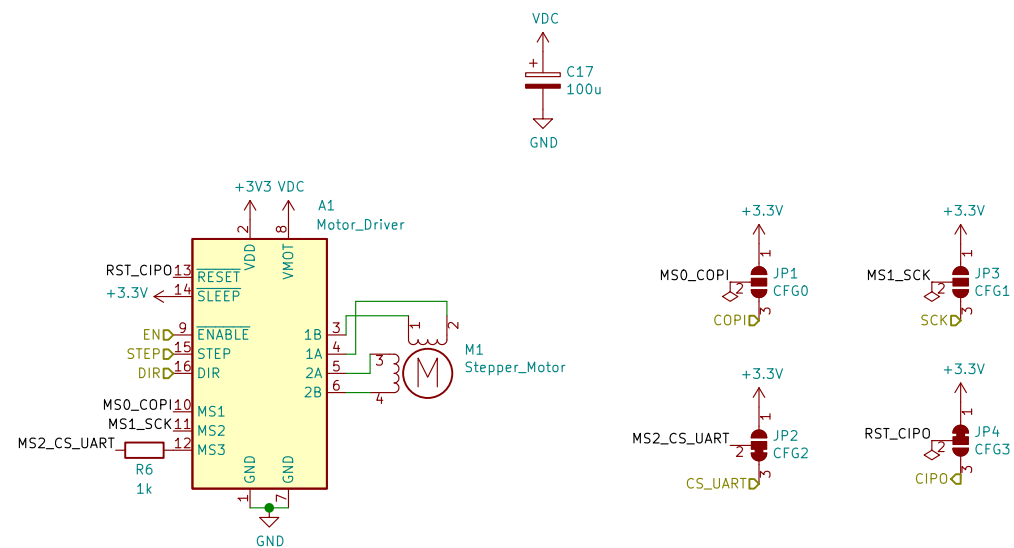 VDC
+
C17
100u
GND
+3V3 VDC
A1
Motor_Driver
2 8
VDD VMOT
RST_CIPO 13 RESET
+3.3V 14 SLEEP
EN 9 ENABLE
STEP 15 STEP
DIR 16 DIR
MS0_COPI 10 MS1
MS1_SCK 11 MS2
MS2_CS_UART 12 MS3
R6
1k
1B 3
1A 4
2A 5
2B 6
1 2
3
4
M
M1
Stepper_Motor
GND GND
1 7
GND
+3.3V
1
MS0_COPI
2
JP1
CFG0
3
COPI
+3.3V
1
MS1_SCK
2
JP3
CFG1
3
SCK
+3.3V
1
MS2_CS_UART
2
JP2
CFG2
3
CS_UART
+3.3V
1
RST_CIPO
2
JP4
CFG3
3
CIPO